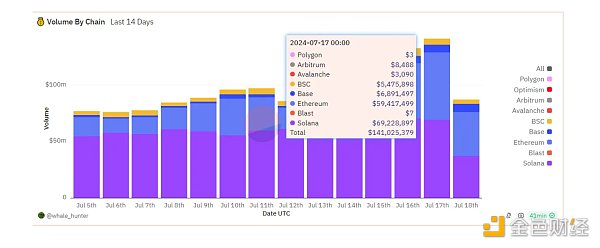 Volume By Chain Last 14 Days
2024-07-17 00:00
Polygon $3
Arbitrum $8,488
Avalanche $3,090
BSC $5,475,898
Base $6,891,497
Ethereum $59,417,499
Blast $7
Solana $69,228,897
Total $141,025,379
$100m
$50m
0
Volume
Jul 5th Jul 6th Jul 7th Jul 8th Jul 9th Jul 10th Jul 11th Jul 12th Jul 13th Jul 14th Jul 15th Jul 16th Jul 17th Jul 18th
Date UTC
All
Polygon
Optimism
Arbitrum
Avalanche
BSC
Base
Ethereum
Blast
Solana
@whale_hunter
41min
金色财经